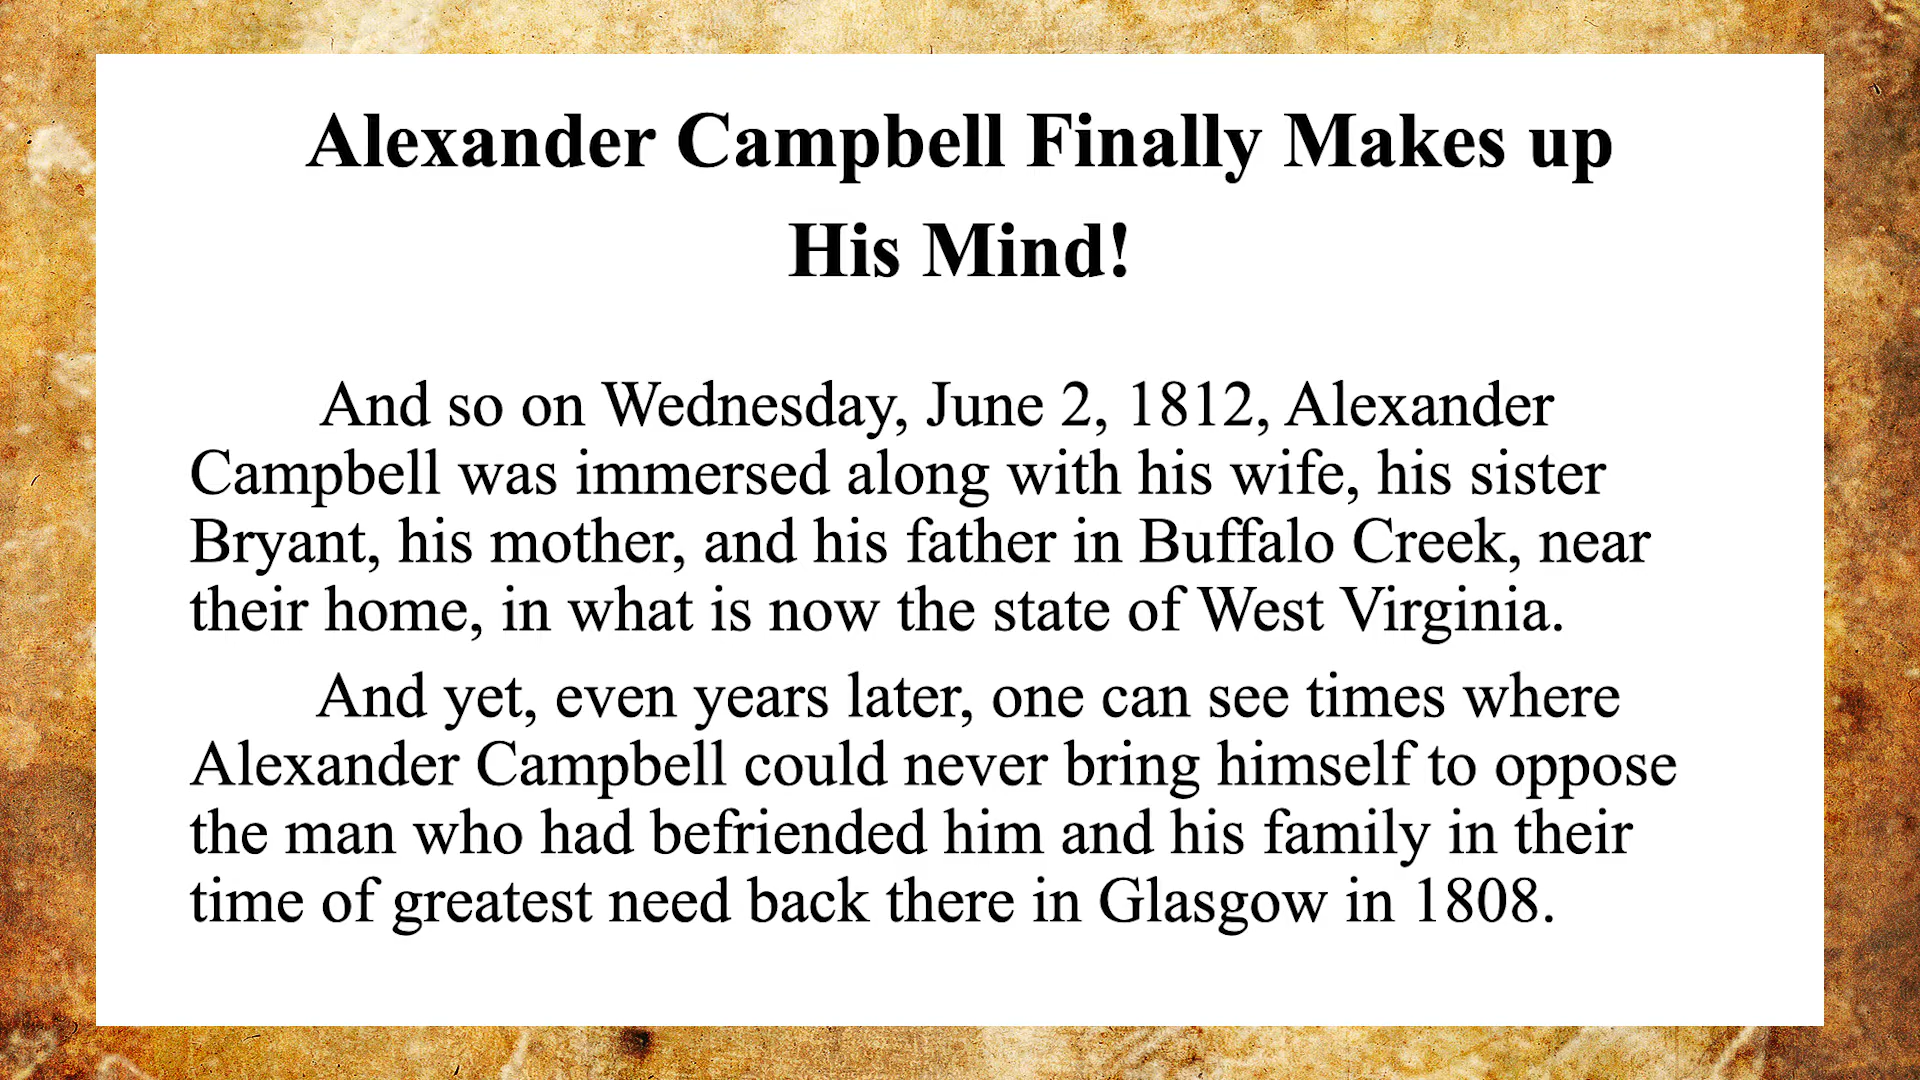 Alexander Campbell Finally Makes up
His Mind!
And so on Wednesday, June 2, 1812, Alexander
Campbell was immersed along with his wife, his sister
Bryant, his mother, and his father in Buffalo Creek, near
their home, in what is now the state of West Virginia.
And yet, even years later, one can see times where
Alexander Campbell could never bring himself to oppose
the man who had befriended him and his family in their
time of greatest need back there in Glasgow in 1808.